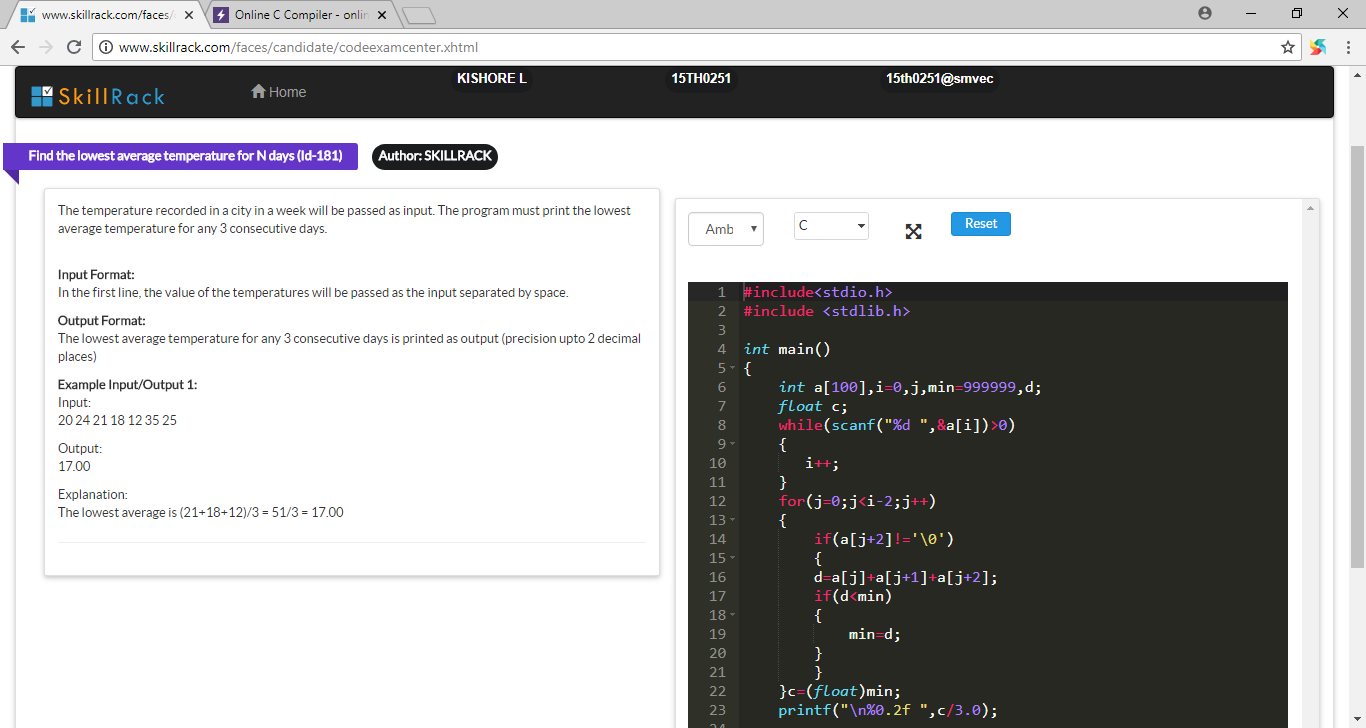 www.skillrack.com/faces/
Online C Compiler - onlin
www.skillrack.com/faces/candidate/codeexamcenter.xhtml
SkillRack
Home
KISHORE L
15TH0251
15th0251@smvec
Find the lowest average temperature for N days (Id-181)
Author: SKILLRACK
The temperature recorded in a city in a week will be passed as input. The program must print the lowest
average temperature for any 3 consecutive days.
Input Format:
In the first line, the value of the temperatures will be passed as the input separated by space.
Output Format:
The lowest average temperature for any 3 consecutive days is printed as output (precision upto 2 decimal
places)
Example Input/Output 1:
Input:
20 24 21 18 12 35 25
Output:
17.00
Explanation:
The lowest average is (21+18+12)/3 = 51/3 = 17.00
Amb
C
Reset
1 #include<stdio.h>
2 #include <stdlib.h>
3
4 int main()
5 {
6 int a[100],i=0,j,min=999999,d;
7 float c;
8 while(scanf("%d ",&a[i])>0)
9 {
10 i++;
11 }
12 for(j=0;j<i-2;j++)
13 {
14 if(a[j+2]!='\0')
15 {
16 d=a[j]+a[j+1]+a[j+2];
17 if(d<min)
18 {
19 min=d;
20 }
21 }
22 }c=(float)min;
23 printf("\n%0.2f ",c/3.0);